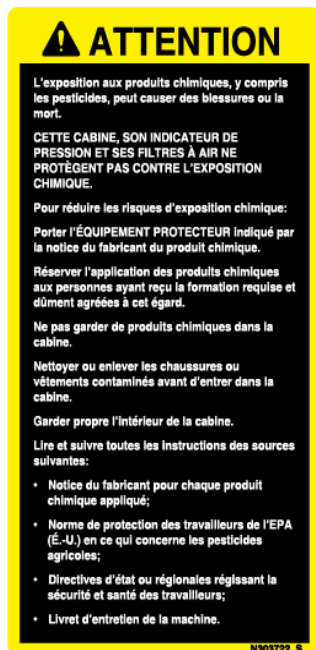 ATTENTION
L'exposition aux produits chimiques, y compris
les pesticides, peut causer des blessures ou la
mort.
CETTE CABINE, SON INDICATEUR DE
PRESSION ET SES FILTRES À AIR NE
PROTÈGENT PAS CONTRE L'EXPOSITION
CHIMIQUE.
Pour réduire les risques d'exposition chimique:
Porter l'ÉQUIPEMENT PROTECTEUR indiqué par
la notice du fabricant du produit chimique.
Réserver l'application des produits chimiques
aux personnes ayant reçu la formation requise et
dûment agréées à cet égard.
Ne pas garder de produits chimiques dans la
cabine.
Nettoyer ou enlever les chaussures ou
vêtements contaminés avant d'entrer dans la
cabine.
Garder propre l'intérieur de la cabine.
Lire et suivre toutes les instructions des sources
suivantes:
• Notice du fabricant pour chaque produit
chimique appliqué;
• Norme de protection des travailleurs de l'EPA
(É.-U.) en ce qui concerne les pesticides
agricoles;
• Directives d'état ou régionales régissant la
sécurité et santé des travailleurs;
• Livret d'entretien de la machine.
N303722 S